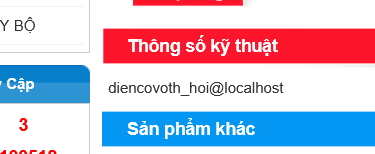 Y BỘ
Cập
3
Thông số kỹ thuật
diencovoth_hoi@localhost
Sản phẩm khác